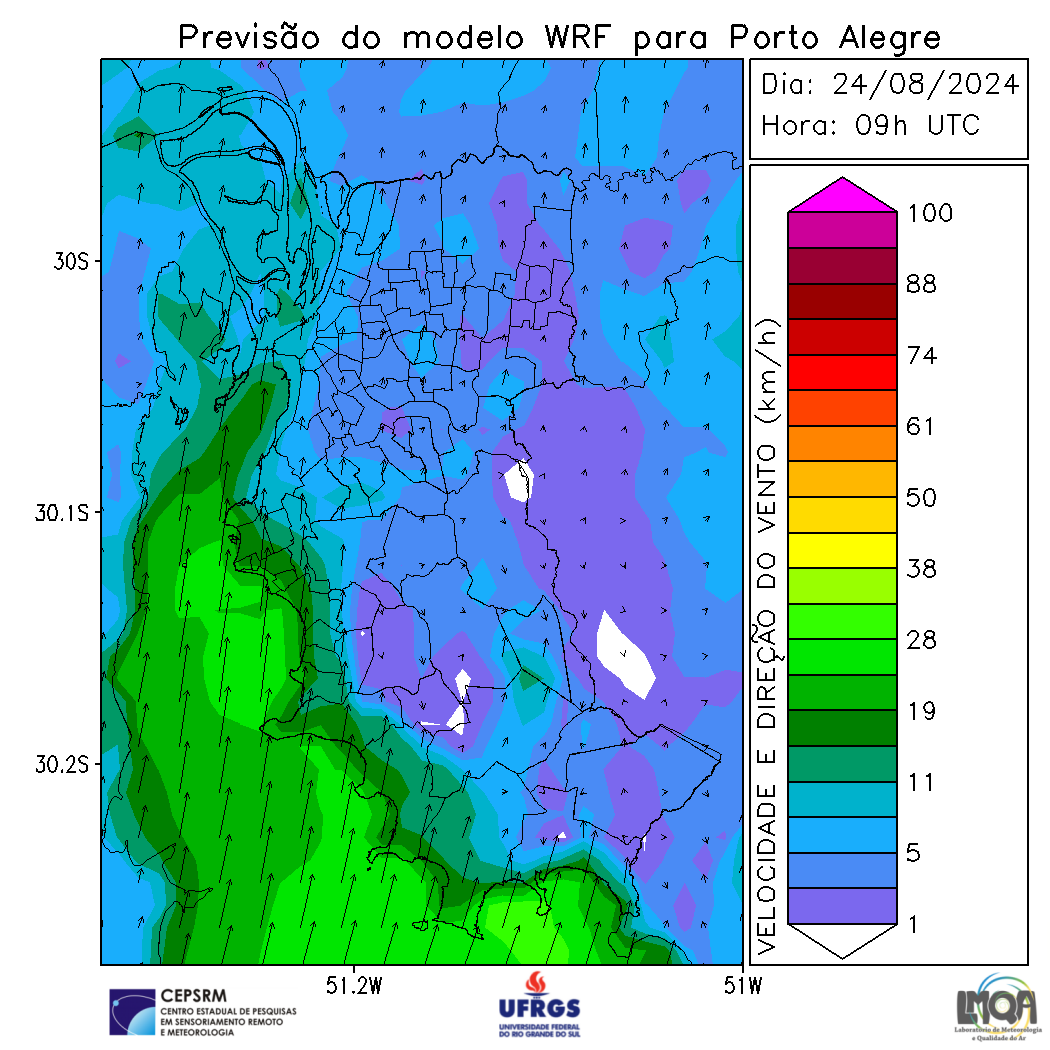 Previsão do modelo WRF para Porto Alegre
Dia: 24/08/2024
Hora: 09h UTC
30S
30.1S
30.2S
51.2W
51W
VELOCIDADE E DIREÇÃO DO VENTO (km/h)
100
88
74
61
50
38
28
19
11
5
1
CEPSRM
CENTRO ESTADUAL DE PESQUISAS
EM SENSORIAMENTO REMOTO
E METEOROLOGIA
UFRGS
UNIVERSIDADE FEDERAL
DO RIO GRANDE DO SUL
LMQA
Laboratório de Meteorologia
e Qualidade do Ar